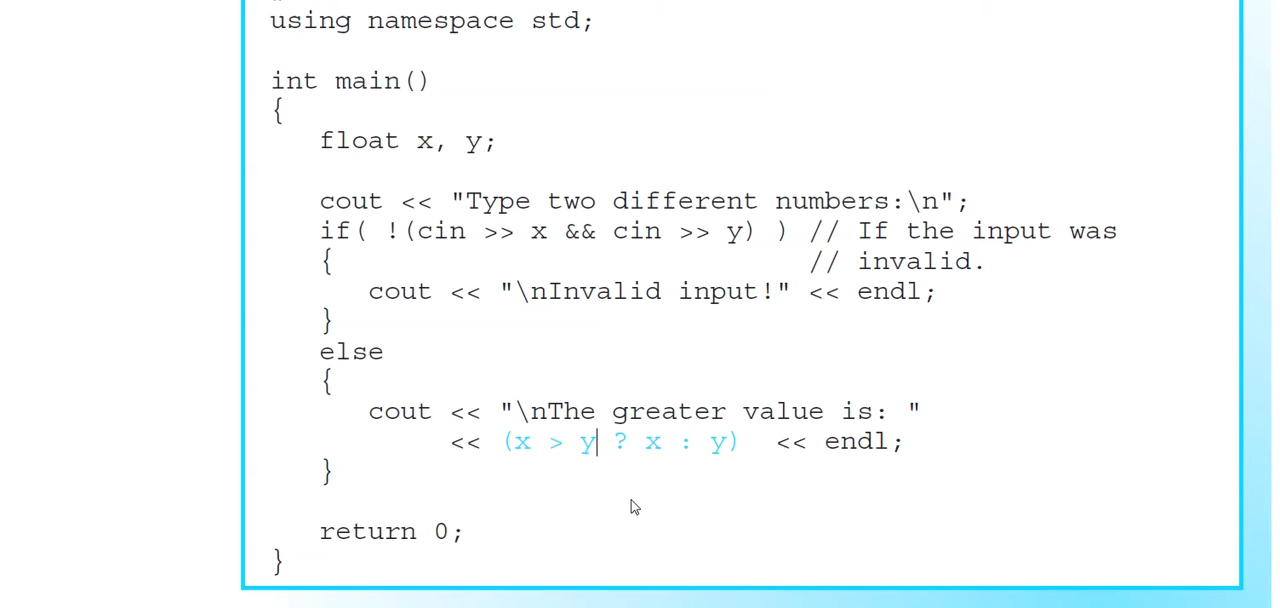 using namespace std;
int main()
{
float x, y;
cout << "Type two different numbers:\n";
if( !(cin >> x && cin >> y) ) // If the input was
{ // invalid.
cout << "\nInvalid input!" << endl;
}
else
{
cout << "\nThe greater value is: "
<< (x > y ? x : y) << endl;
}
return 0;
}